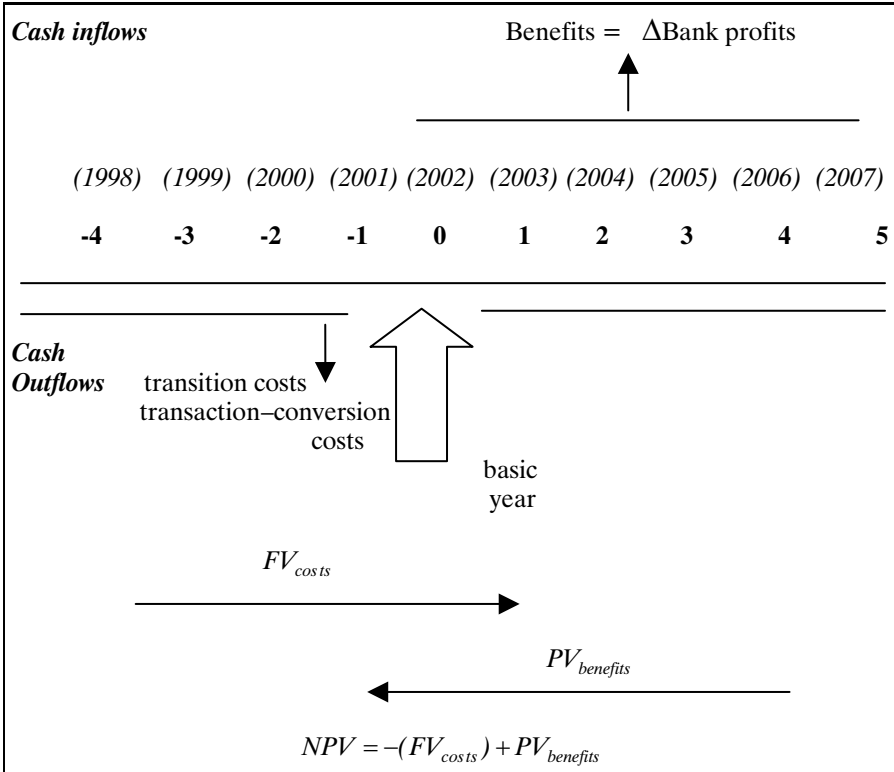 Cash inflows
Benefits = ΔBank profits
(1998) (1999) (2000) (2001) (2002) (2003) (2004) (2005) (2006) (2007)
-4 -3 -2 -1 0 1 2 3 4 5
Cash
Outflows
transition costs
transaction–conversion
costs
basic
year
FV_costs
PV_benefits
NPV = -(FV_costs) + PV_benefits